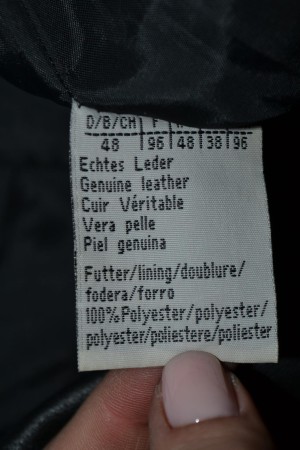 D/B/CH F
48 96 48 38 96
Echtes Leder
Genuine leather
Cuir Véritable
Vera pelle
Piel genuina
Futter/lining/doublure/
fodera/forro
100%Polyester/polyester/
polyester/poliestere/poliester